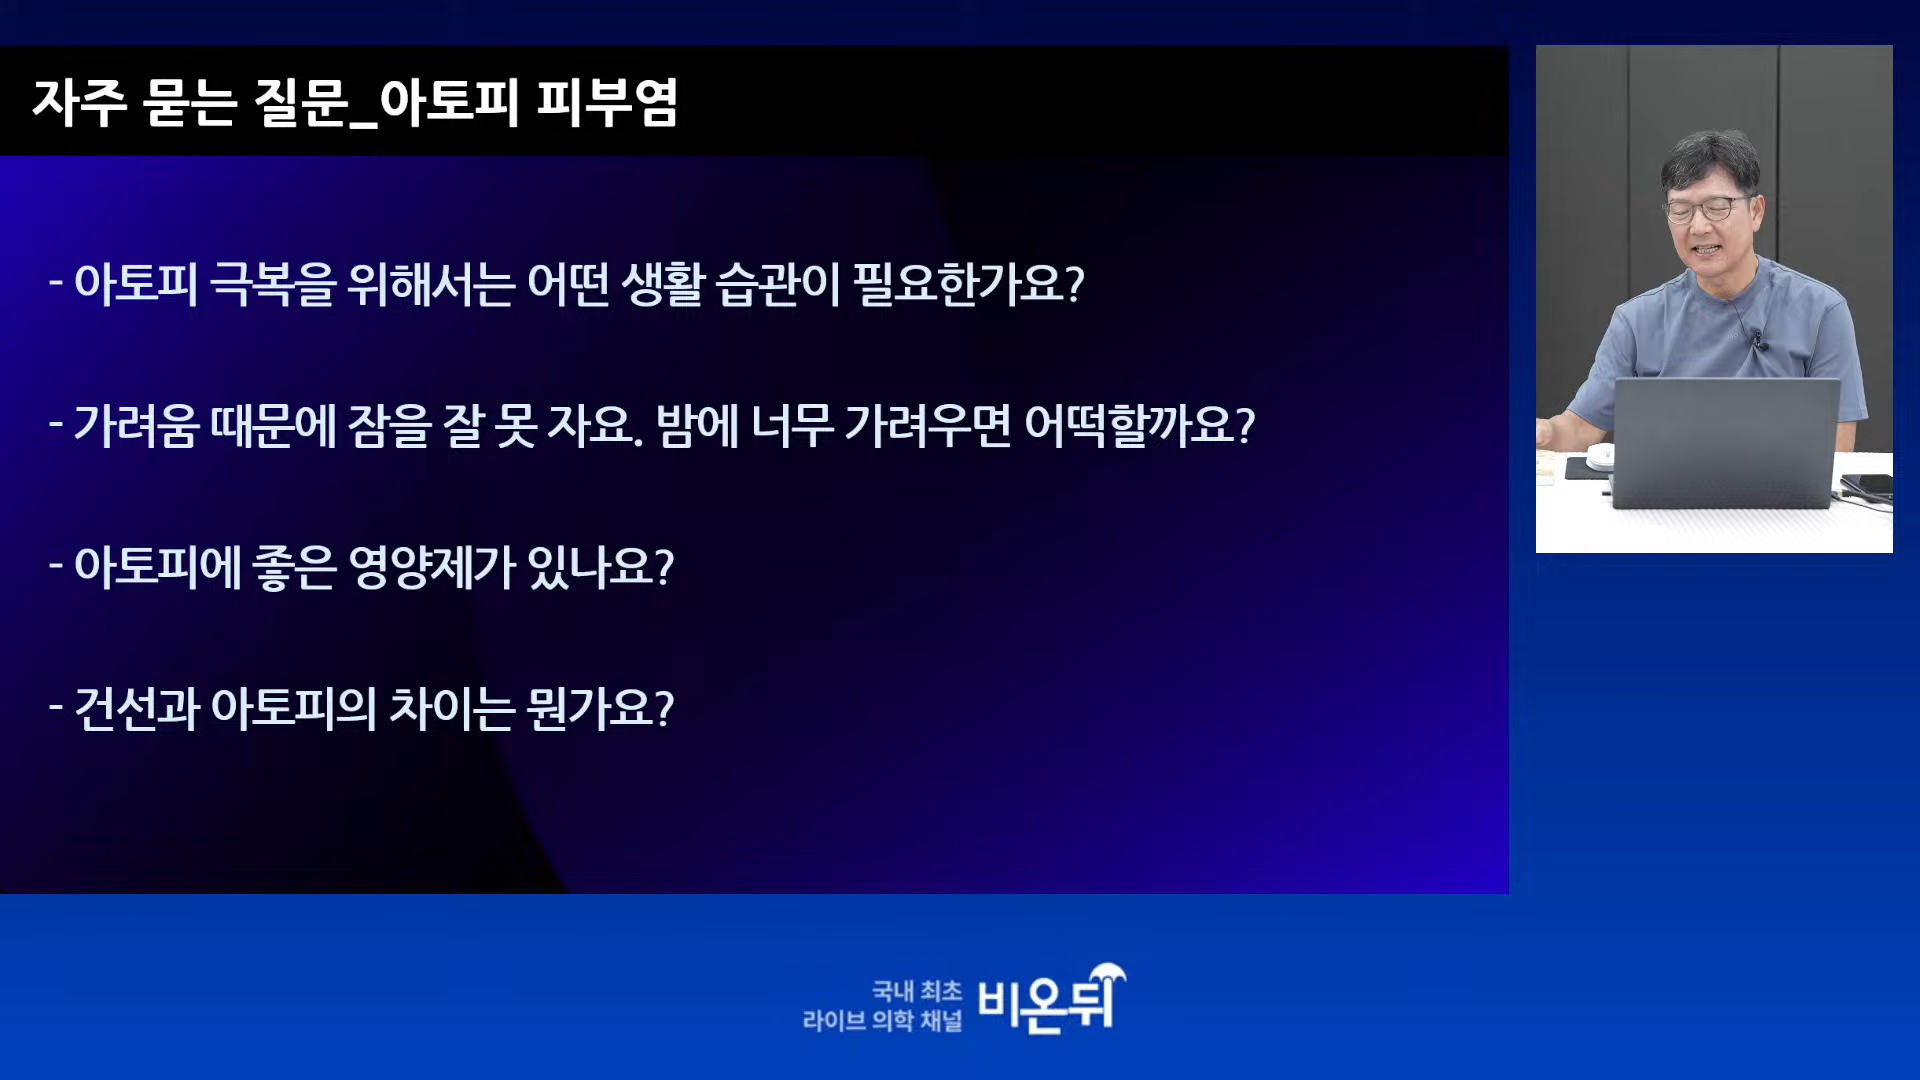 자주 묻는 질문_아토피 피부염
- 아토피 극복을 위해서는 어떤 생활 습관이 필요한가요?
- 가려움 때문에 잠을 잘 못 자요. 밤에 너무 가려우면 어떡할까요?
- 아토피에 좋은 영양제가 있나요?
- 건선과 아토피의 차이는 뭔가요?
국내 최초
라이브 의학 채널
비온뒤